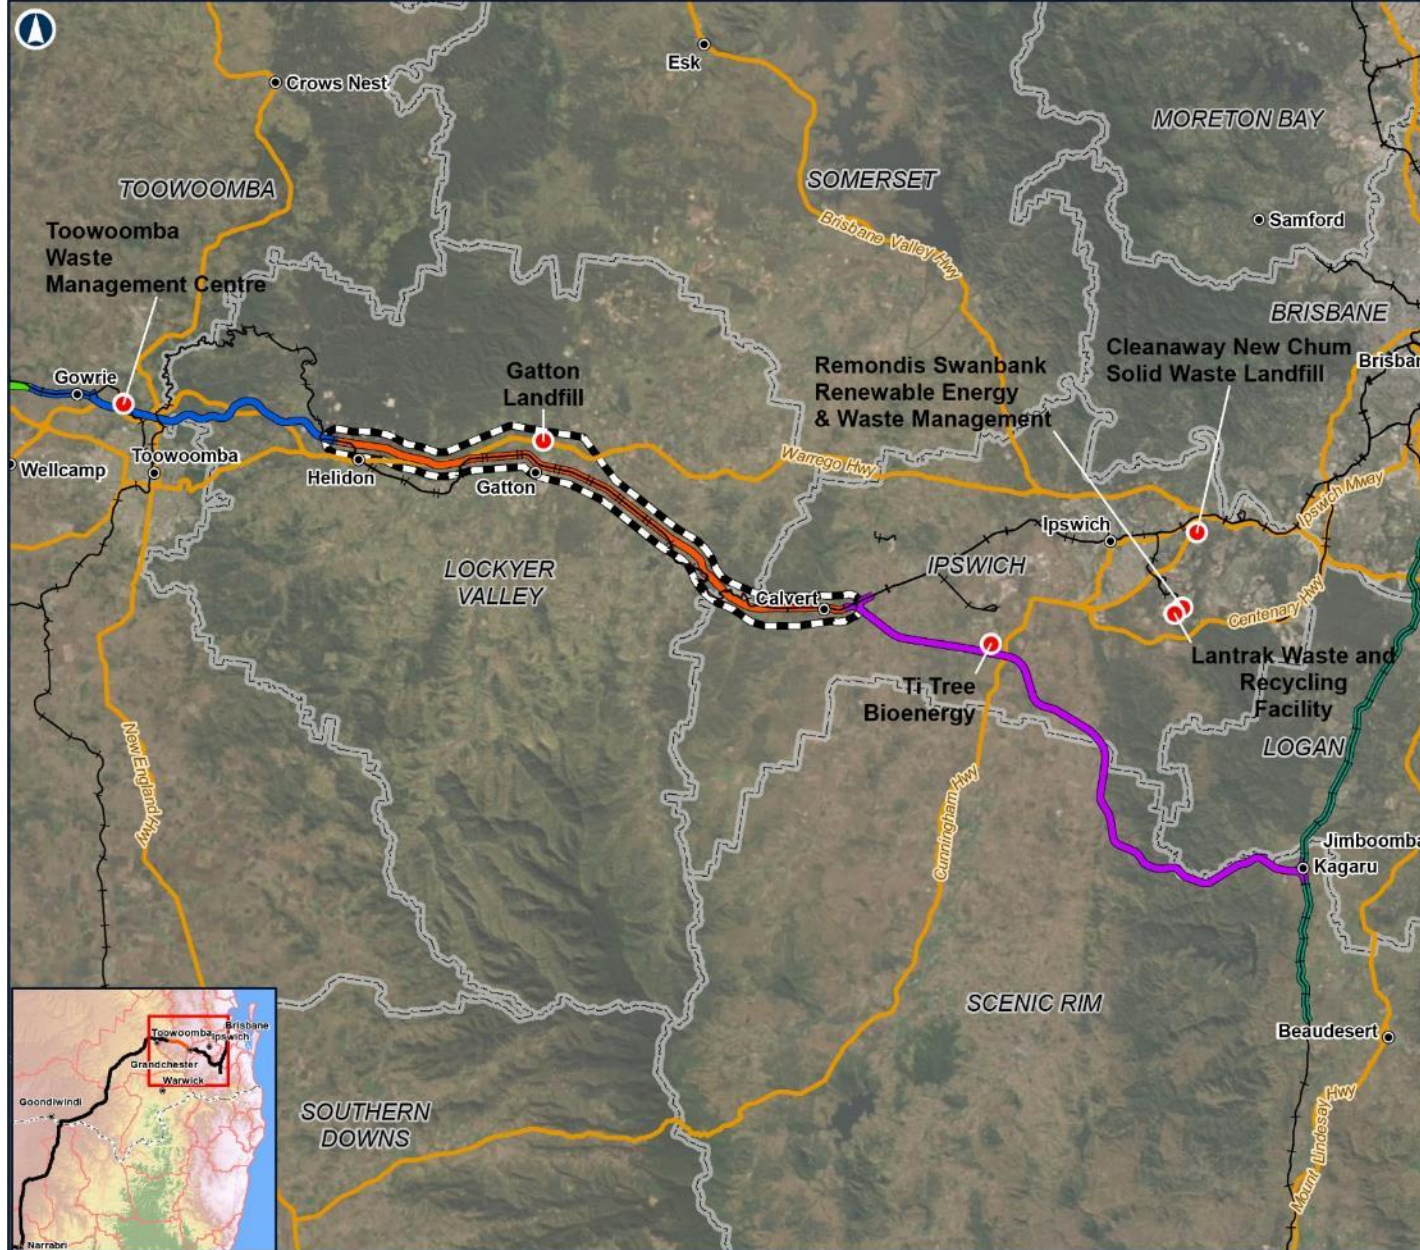 Esk
Crows Nest
MORETON BAY
TOOWOOMBA
SOMERSET
Samford
Brisbane Valley Hwy
Toowoomba
Waste
Management Centre
BRISBANE
Cleanaway New Chum
Solid Waste Landfill
Brisban
Remondis Swanbank
Renewable Energy
& Waste Management
Gatton
Landfill
Gowrie
Toowoomba
Wellcamp
Helidon
Gatton
Warrego Hwy
Ipswich Mway
Ipswich
IPSWICH
LOCKYER
VALLEY
Calvert
Centenary Hwy
Lantrak Waste and
Recycling
Facility
Ti Tree
Bioenergy
LOGAN
New England Hwy
Cunningham Hwy
Jimboomba
Kagaru
SCENIC RIM
Beaudesert
Mount Lindesay Hwy
SOUTHERN
DOWNS
Brisbane
Toowoomba
Ipswich
Grandchester
Warwick
Goondiwindi
Narrabri